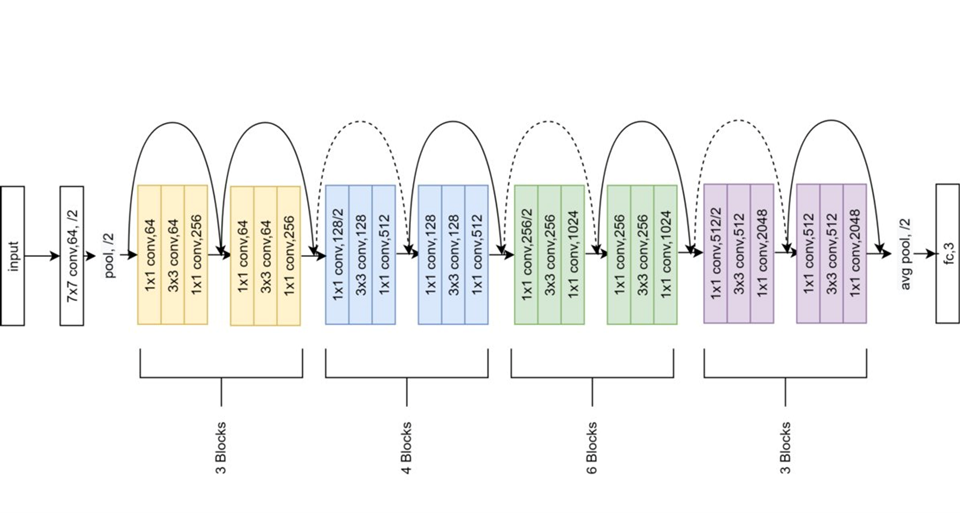 input
7x7 conv,64, /2
pool, /2
1x1 conv,64
3x3 conv,64
1x1 conv,256
1x1 conv,64
3x3 conv,64
1x1 conv,256
1x1 conv,128/2
3x3 conv,128
1x1 conv,512
1x1 conv,128
3x3 conv,128
1x1 conv,512
1x1 conv,256/2
3x3 conv,256
1x1 conv,1024
1x1 conv,256
3x3 conv,256
1x1 conv,1024
1x1 conv,512/2
3x3 conv,512
1x1 conv,2048
1x1 conv,512
3x3 conv,512
1x1 conv,2048
avg pool, /2
fc,3
3 Blocks
4 Blocks
6 Blocks
3 Blocks